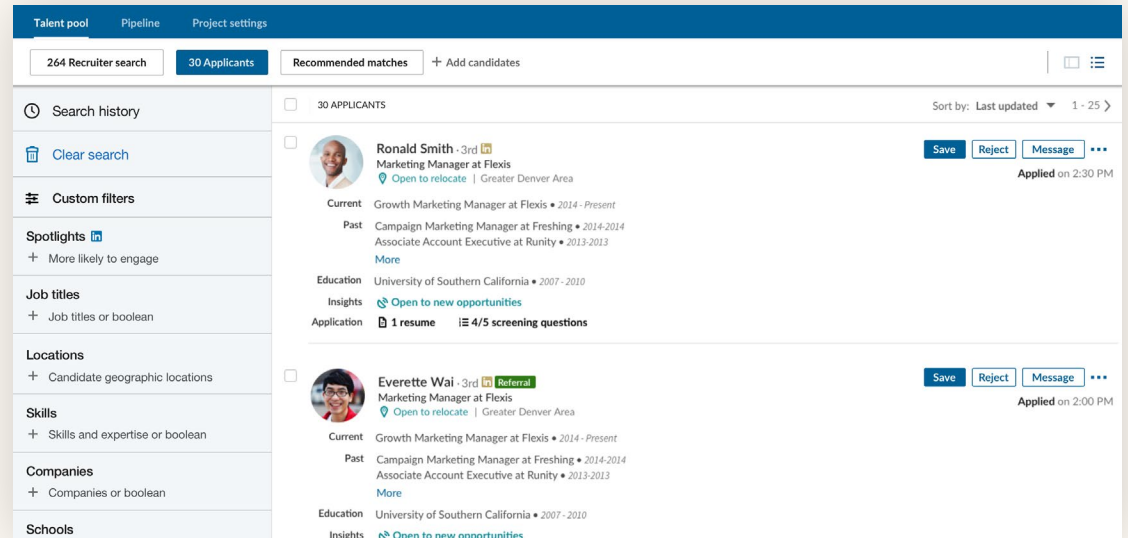 Talent pool Pipeline Project settings
264 Recruiter search 30 Applicants Recommended matches + Add candidates
Search history
Clear search
Custom filters
Spotlights in
+ More likely to engage
Job titles
+ Job titles or boolean
Locations
+ Candidate geographic locations
Skills
+ Skills and expertise or boolean
Companies
+ Companies or boolean
Schools
30 APPLICANTS Sort by: Last updated 1 - 25
Ronald Smith · 3rd in Save Reject Message
Marketing Manager at Flexis
Open to relocate | Greater Denver Area Applied on 2:30 PM
Current Growth Marketing Manager at Flexis • 2014 - Present
Past Campaign Marketing Manager at Freshing • 2014-2014
Associate Account Executive at Runity • 2013-2013
More
Education University of Southern California • 2007 - 2010
Insights Open to new opportunities
Application 1 resume 4/5 screening questions
Everette Wai · 3rd in Referral Save Reject Message
Marketing Manager at Flexis
Open to relocate | Greater Denver Area Applied on 2:00 PM
Current Growth Marketing Manager at Flexis • 2014 - Present
Past Campaign Marketing Manager at Freshing • 2014-2014
Associate Account Executive at Runity • 2013-2013
More
Education University of Southern California • 2007 - 2010
Insights Open to new opportunities